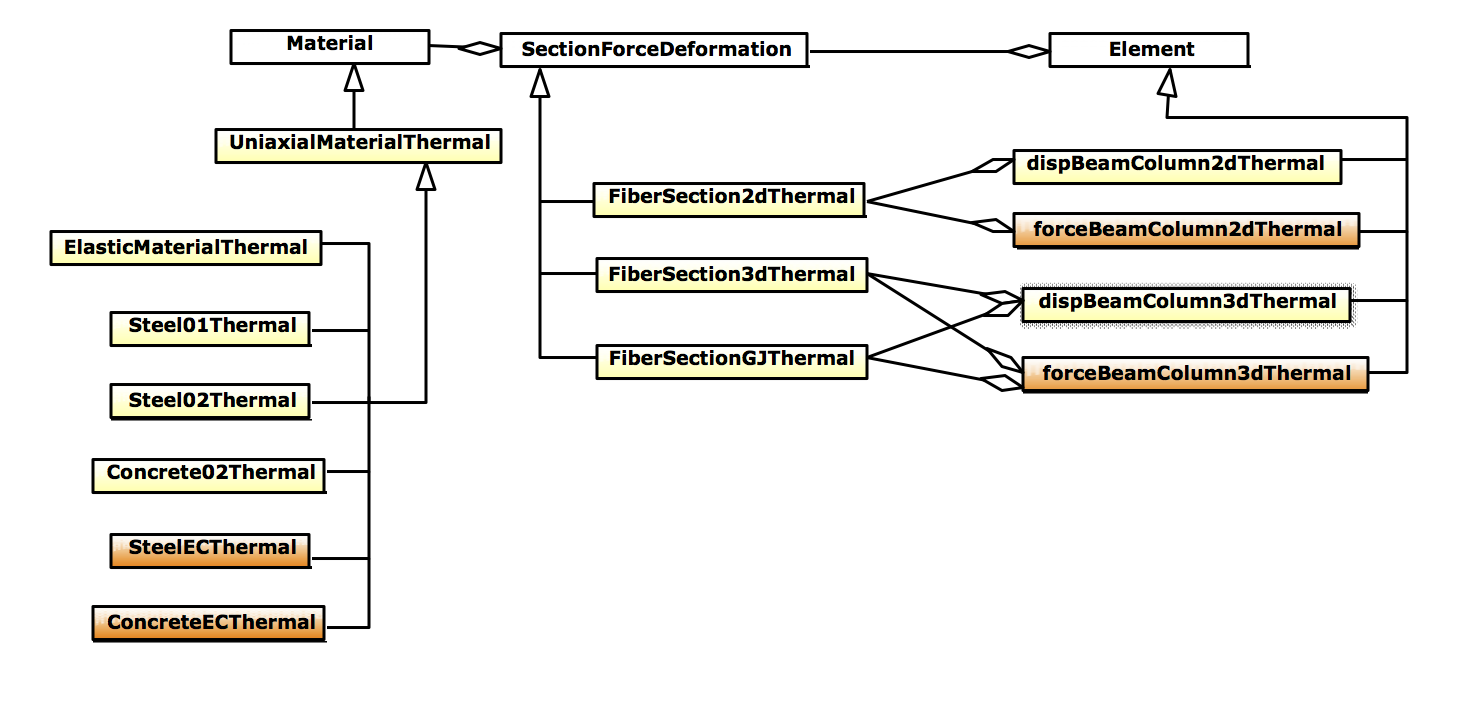 Material
SectionForceDeformation
Element
UniaxialMaterialThermal
dispBeamColumn2dThermal
FiberSection2dThermal
forceBeamColumn2dThermal
ElasticMaterialThermal
FiberSection3dThermal
dispBeamColumn3dThermal
Steel01Thermal
FiberSectionGJThermal
forceBeamColumn3dThermal
Steel02Thermal
Concrete02Thermal
SteelECThermal
ConcreteECThermal